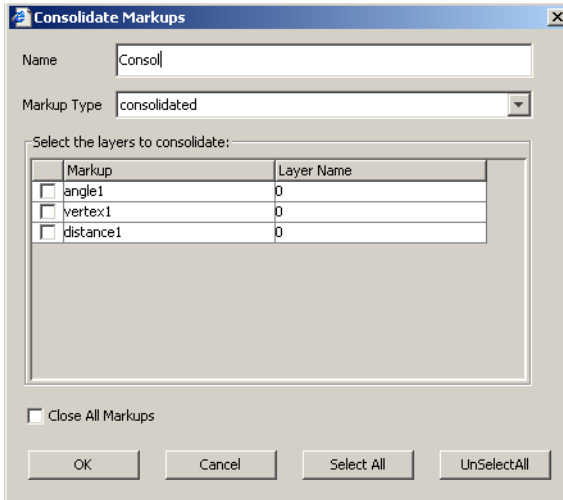 Consolidate Markups
Name Consol
Markup Type consolidated
Select the layers to consolidate:
Markup Layer Name
angle1 0
vertex1 0
distance1 0
Close All Markups
OK Cancel Select All UnSelectAll